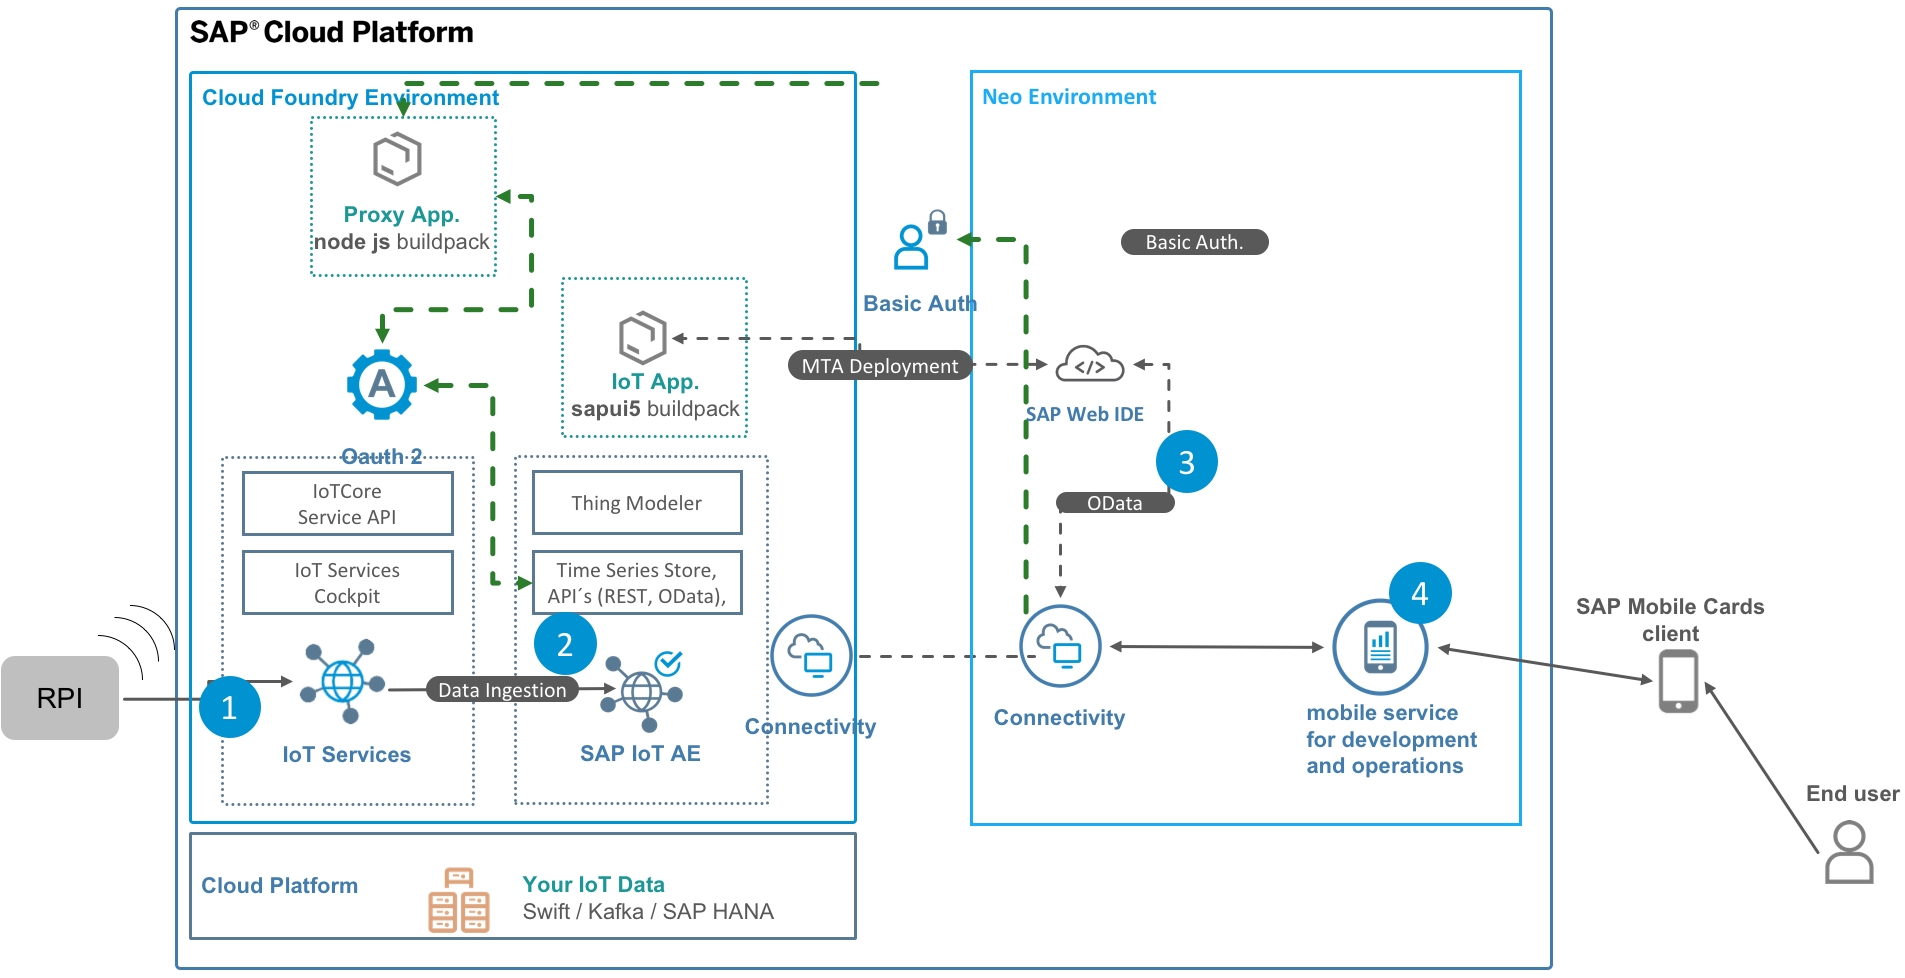 SAP® Cloud Platform
Cloud Foundry Environment
Neo Environment
Proxy App.
node js buildpack
Basic Auth.
Basic Auth
IoT App.
sapui5 buildpack
MTA Deployment
</>
SAP Web IDE
A
Oauth 2
3
IoTCore
Service API
Thing Modeler
OData
IoT Services
Cockpit
Time Series Store,
API´s (REST, OData),
4
SAP Mobile Cards
client
2
RPI
1
Data Ingestion
IoT Services
SAP IoT AE
Connectivity
Connectivity
mobile service
for development
and operations
End user
Cloud Platform
Your IoT Data
Swift / Kafka / SAP HANA